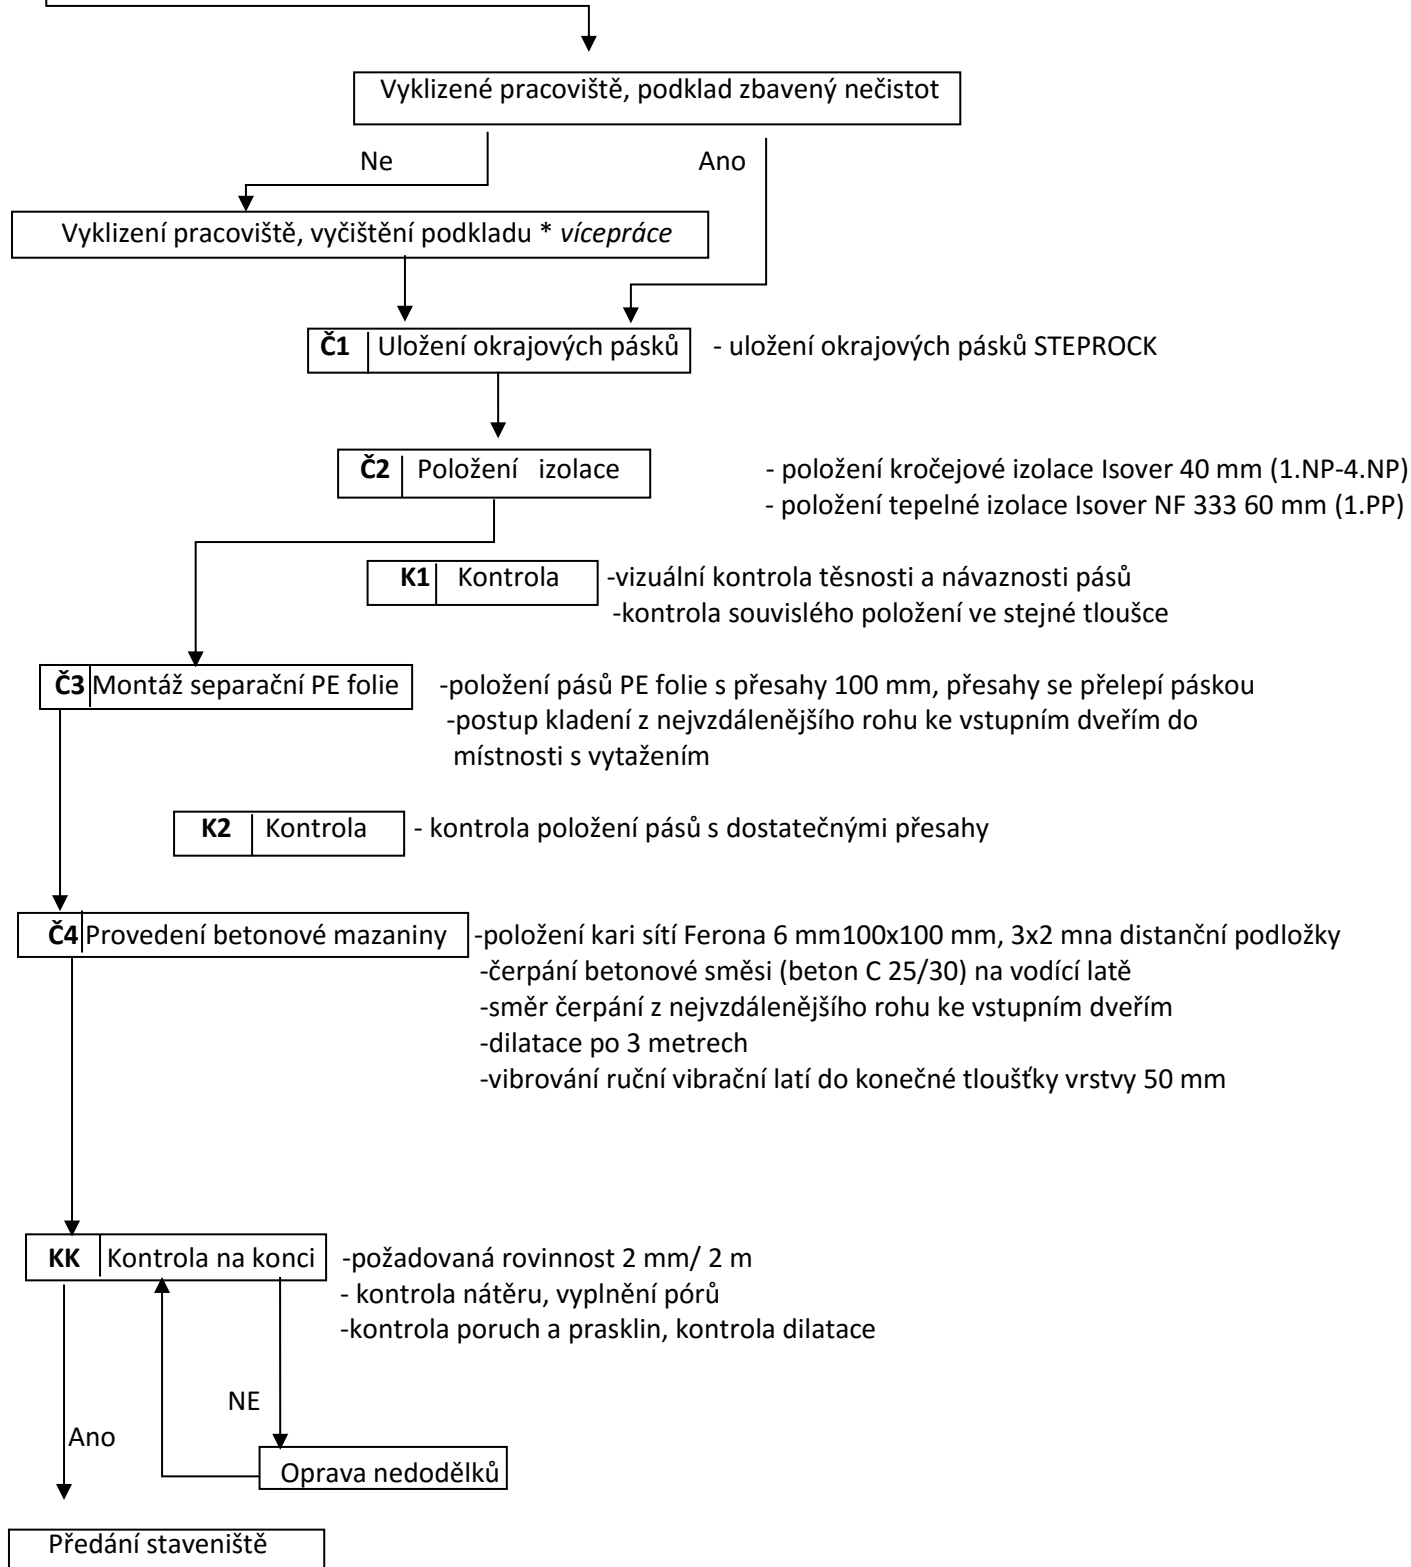 Vyklizené pracoviště, podklad zbavený nečistot
Ne
Ano
Vyklizení pracoviště, vyčištění podkladu * vícepráce
Č1 Uložení okrajových pásků - uložení okrajových pásků STEPROCK
Č2 Položení izolace - položení kročejové izolace Isover 40 mm (1.NP-4.NP)
- položení tepelné izolace Isover NF 333 60 mm (1.PP)
K1 Kontrola -vizuální kontrola těsnosti a návaznosti pásů
-kontrola souvislého položení ve stejné tloušce
Č3 Montáž separační PE folie -položení pásů PE folie s přesahy 100 mm, přesahy se přelepí páskou
-postup kladení z nejvzdálenějšího rohu ke vstupním dveřím do
místnosti s vytažením
K2 Kontrola - kontrola položení pásů s dostatečnými přesahy
Č4 Provedení betonové mazaniny -položení kari sítí Ferona 6 mm100x100 mm, 3x2 mna distanční podložky
-čerpání betonové směsi (beton C 25/30) na vodící latě
-směr čerpání z nejvzdálenějšího rohu ke vstupním dveřím
-dilatace po 3 metrech
-vibrování ruční vibrační latí do konečné tloušťky vrstvy 50 mm
KK Kontrola na konci -požadovaná rovinnost 2 mm/ 2 m
- kontrola nátěru, vyplnění pórů
-kontrola poruch a prasklin, kontrola dilatace
NE
Ano
Oprava nedodělků
Předání staveniště